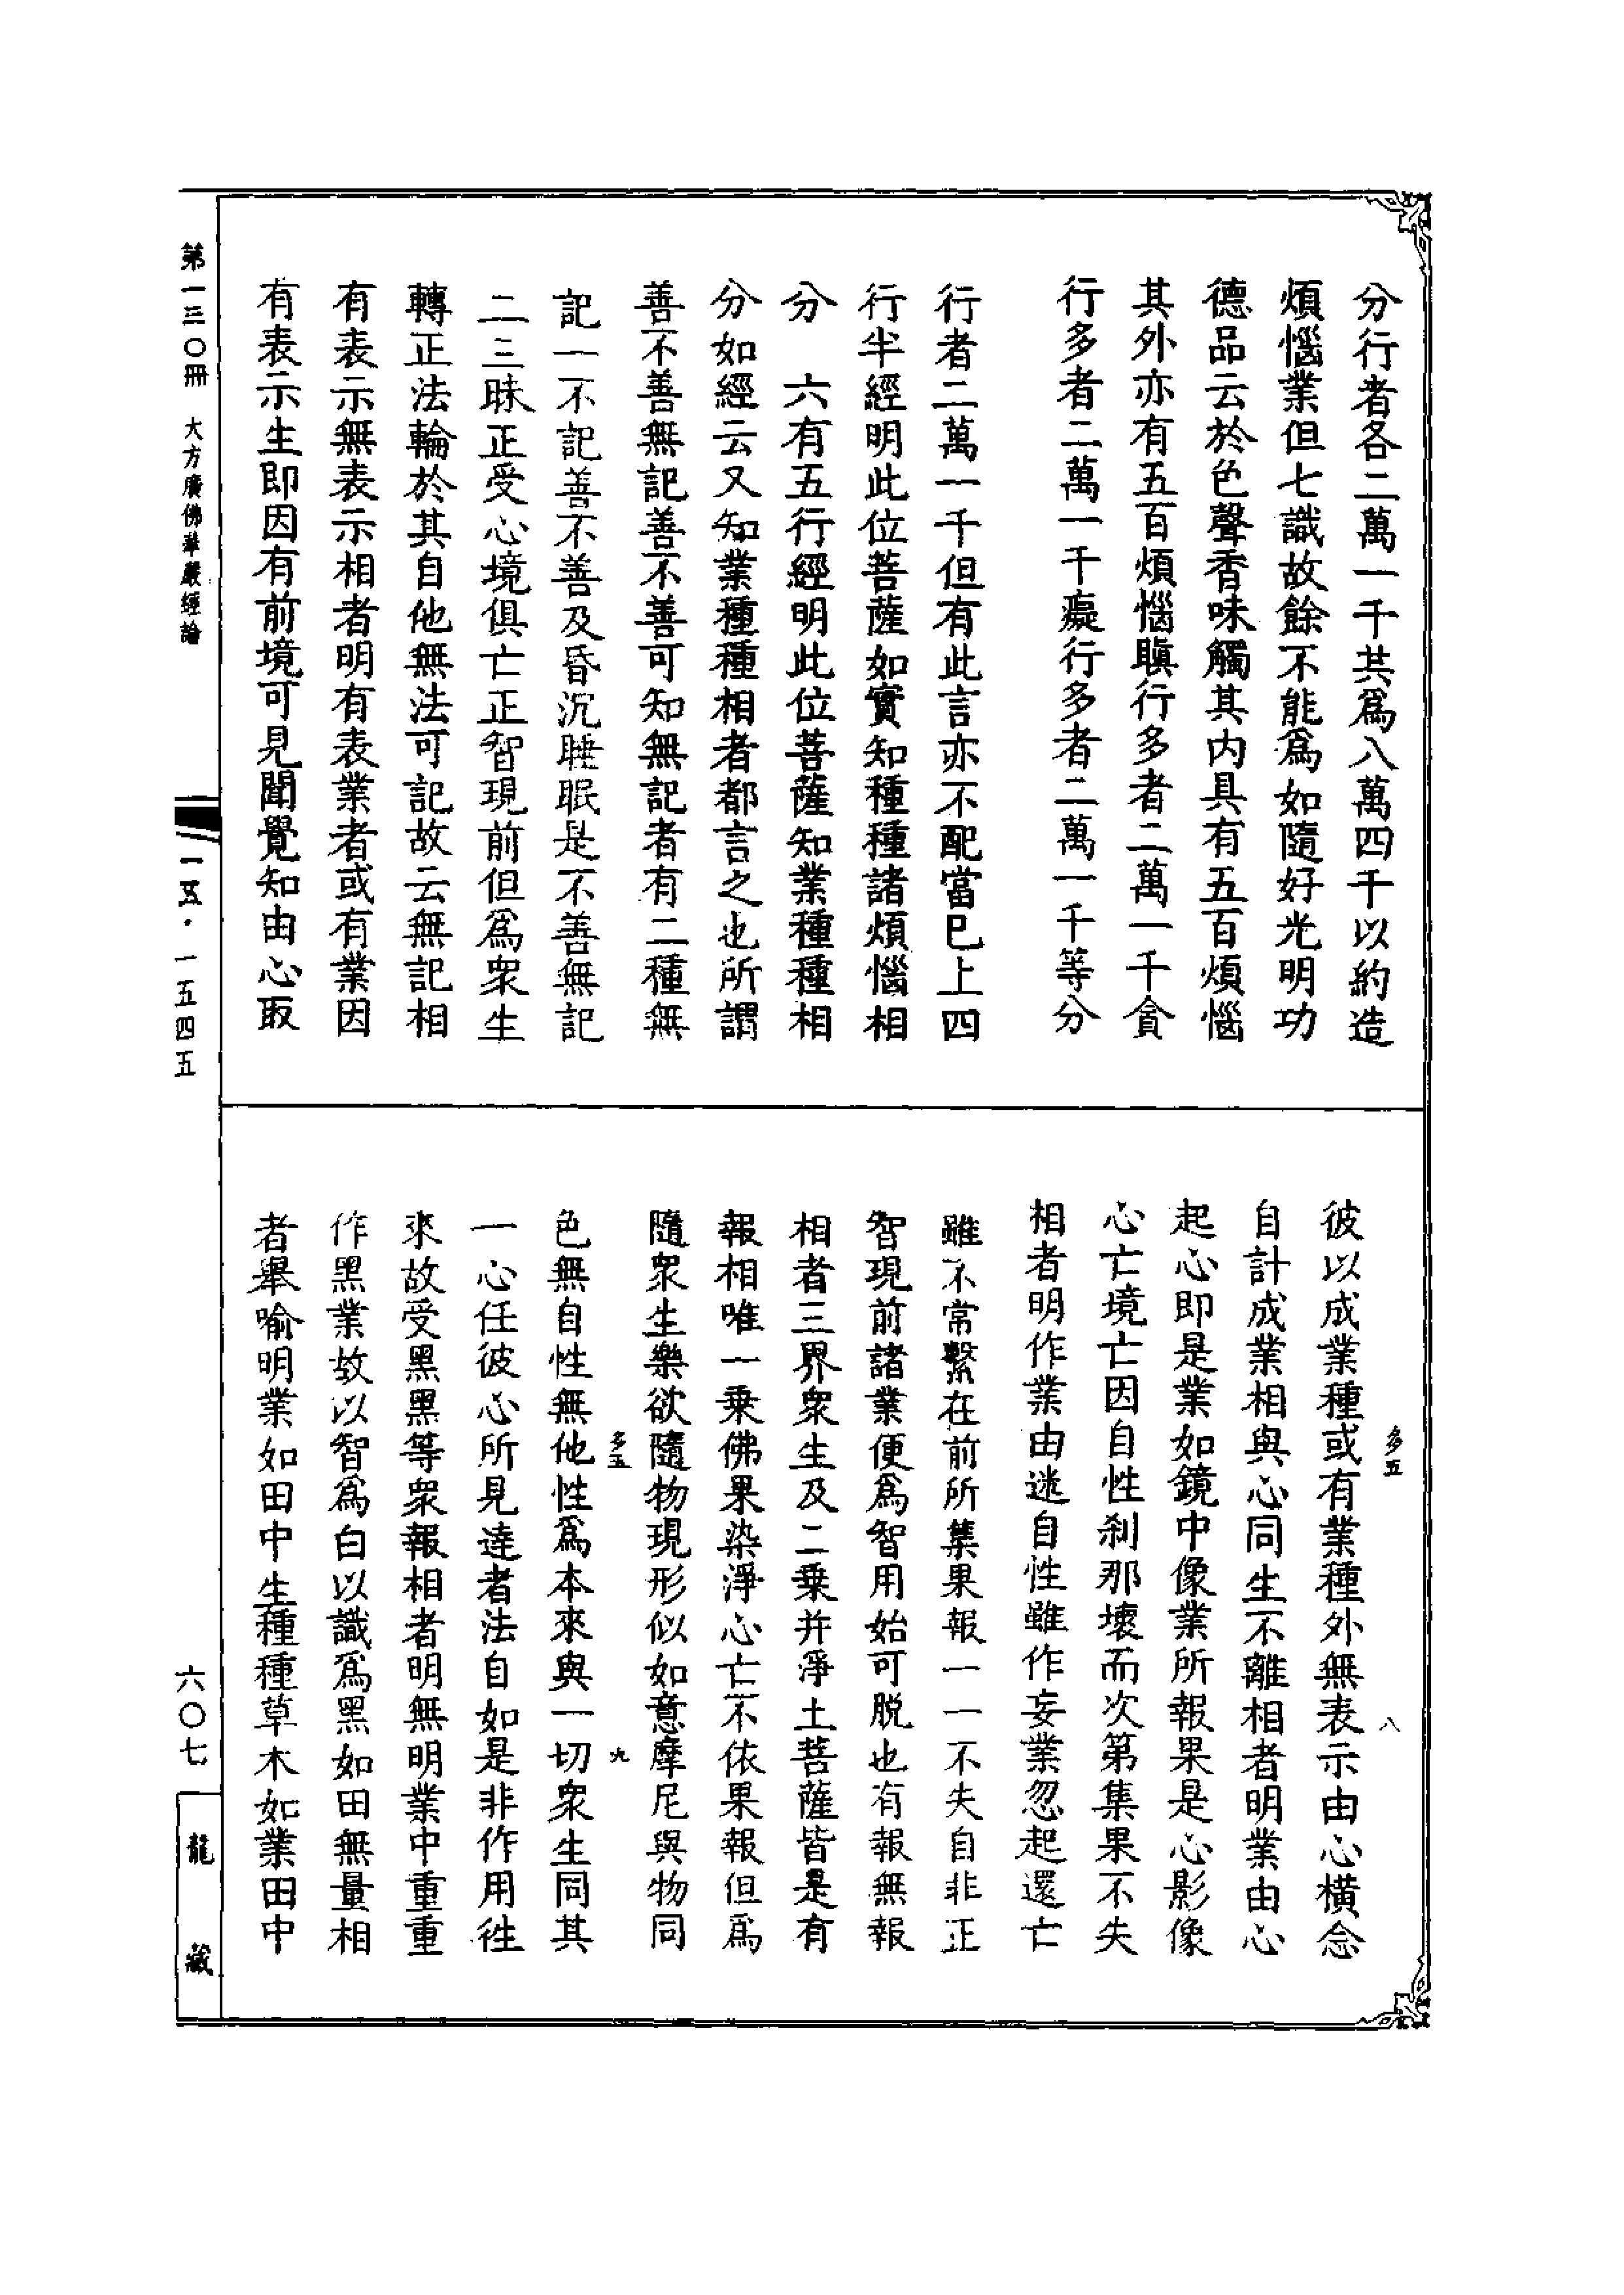 分行者各二萬一千共爲八萬四千以約造
煩惱業但七識故餘不能爲如隨好光明功
德品云於色聲香味觸其内具有五百煩惱
其外亦有五百煩惱瞋行多者二萬一千貪
行多者二萬一千癡行多者二萬一千等分
行者二萬一千但有此言亦不配當巳上四
行半經明此位菩薩如實知種種諸煩惱相
分　六有五行經明此位菩薩知業種種相
分如經云又知業種種相者都言之也所謂
善不善無記善不善可知無記者有二種無
記一不記善不善及昏沉睡眠是不善無記
二三昧正受心境俱亡正智現前但爲衆生
轉正法輪於其自他無法可記故云無記相
有表示無表示相者明有表業者或有業因
有表示生即因有前境可見聞覺知由心取
彼以成業種或有業種外無表示由心橫念
自計成業相與心同生不離相者明業由心
起心即是業如鏡中像業所報果是心影像
心亡境亡因自性刹那壞而次第集果不失
相者明作業由迷自性雖作妄業忽起還亡
雖不常繫在前所集果報一一不失自非正
智現前諸業便爲智用始可脫也有報無報
相者三界衆生及二乗并淨土菩薩皆是有
報相唯一乗佛果染淨心亡不依果報但爲
隨衆生樂欲隨物現形似如意摩尼與物同
色無自性無他性爲本來與一切衆生同其
一心任彼心所見達者法自如是非作用往
來故受黑黑等衆報相者明無明業中重重
作黑業故以智爲白以識爲黑如田無量相
者舉喻明業如田中生種種草木如業田中
多五
八
多五
九
第一三〇冊
大方廣佛華嚴經論
一五·一五四五
六〇七
龍藏